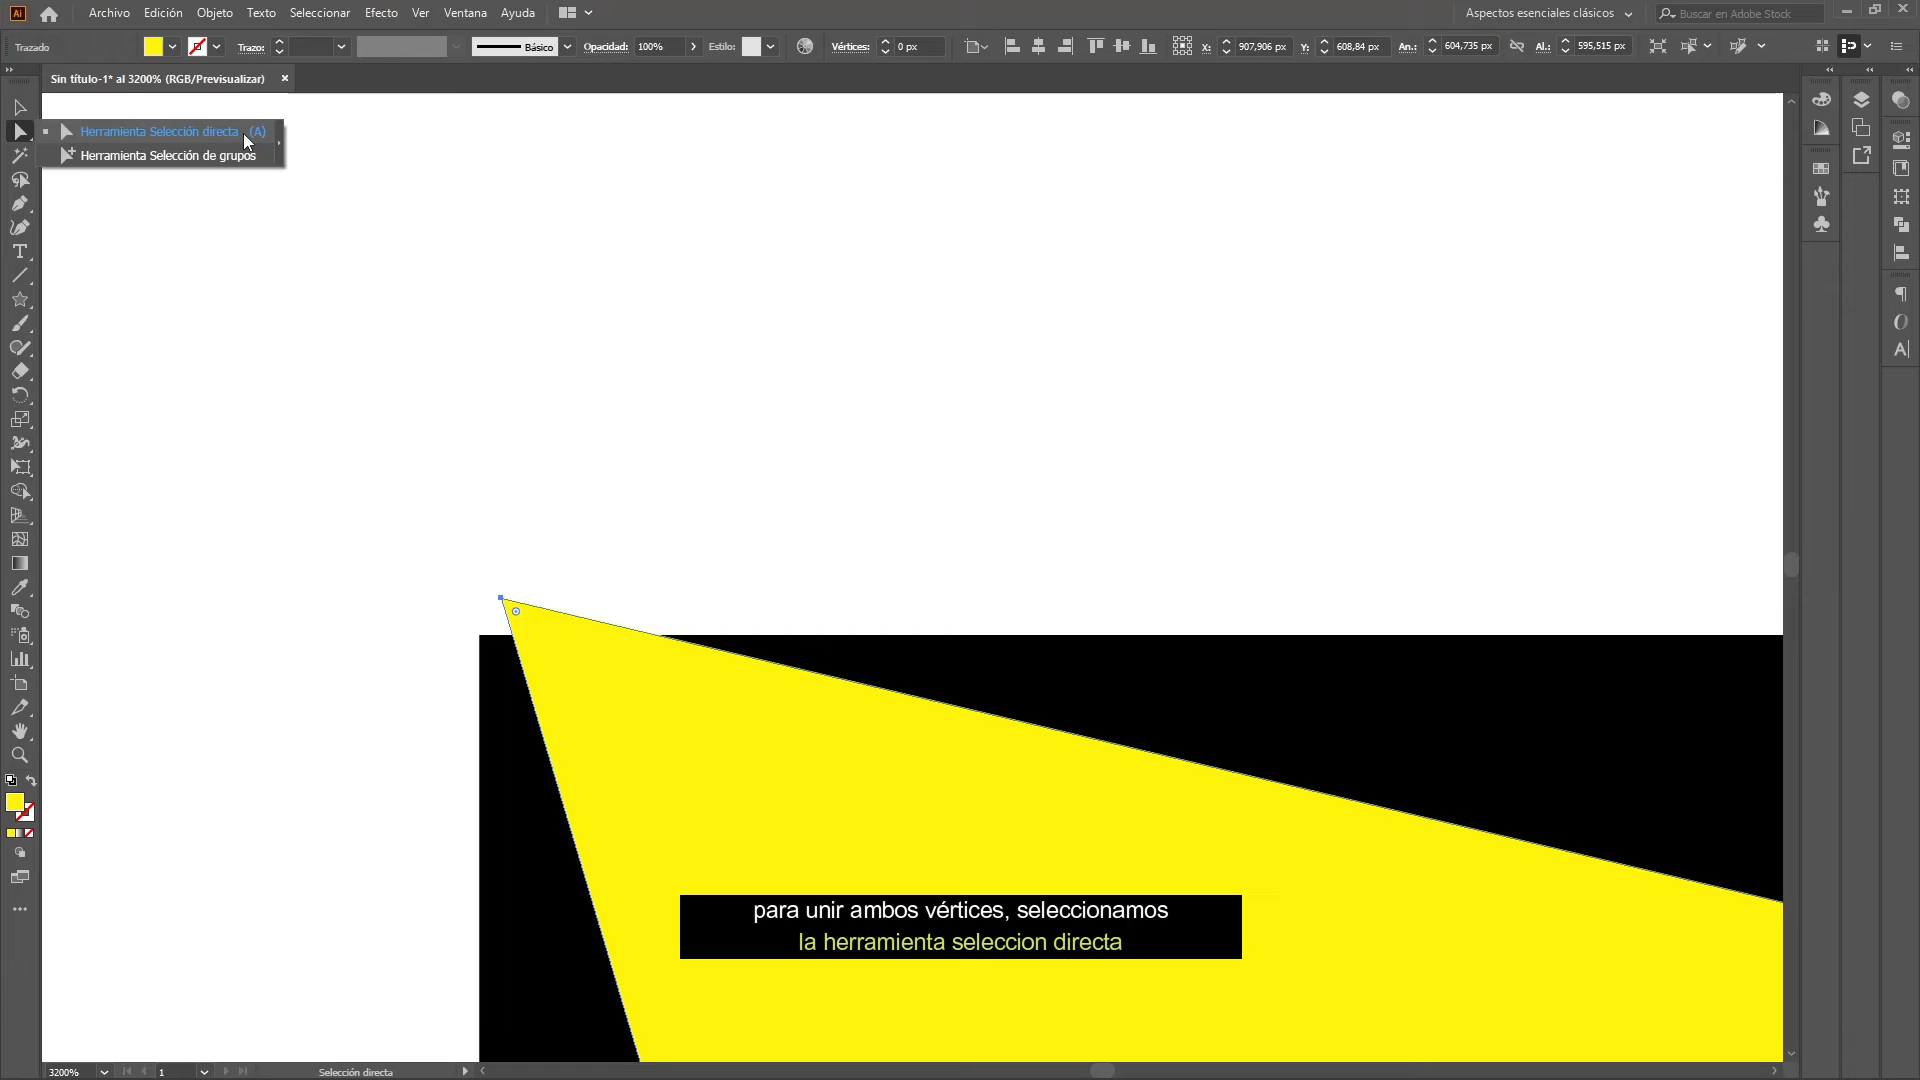 Ai Archivo Edición Objeto Texto Seleccionar Efecto Ver Ventana Ayuda Aspectos esenciales clásicos Buscar en Adobe Stock
Trazado Trazo: Básico Opacidad: 100% Estilo: Vértices: 0 px X: 907,906 px Y: 608,84 px An.: 604,735 px Al.: 595,515 px
Sin título-1* al 3200% (RGB/Previsualizar)
Herramienta Selección directa (A)
Herramienta Selección de grupos
para unir ambos vértices, seleccionamos
la herramienta seleccion directa
3200% 1 Selección directa